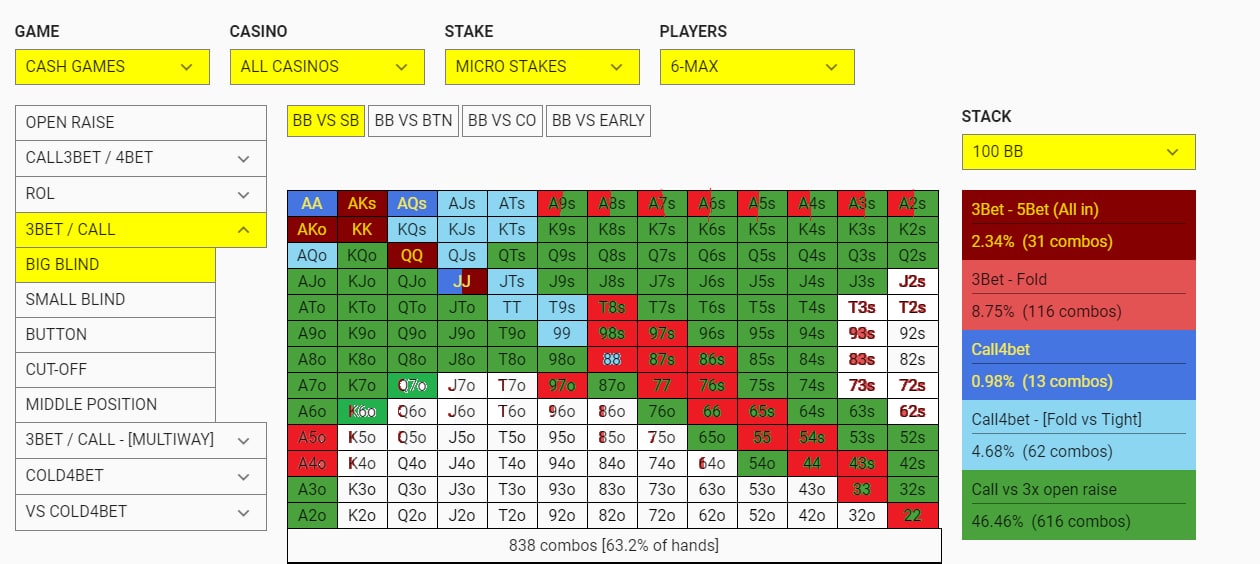 GAME CASINO STAKE PLAYERS
CASH GAMES ALL CASINOS MICRO STAKES 6-MAX
OPEN RAISE
CALL3BET / 4BET
ROL
3BET / CALL
BIG BLIND
SMALL BLIND
BUTTON
CUT-OFF
MIDDLE POSITION
3BET / CALL - [MULTIWAY]
COLD4BET
VS COLD4BET
BB VS SB BB VS BTN BB VS CO BB VS EARLY
AA AKs AQs AJs ATs A9s A8s A7s A6s A5s A4s A3s A2s
AKo KK KQs KJs KTs K9s K8s K7s K6s K5s K4s K3s K2s
AQo KQo QQ QJs QTs Q9s Q8s Q7s Q6s Q5s Q4s Q3s Q2s
AJo KJo QJo JJ JTs J9s J8s J7s J6s J5s J4s J3s J2s
ATo KTo QTo JTo TT T9s T8s T7s T6s T5s T4s T3s T2s
A9o K9o Q9o J9o T9o 99 98s 97s 96s 95s 94s 93s 92s
A8o K8o Q8o J8o T8o 98o 88 87s 86s 85s 84s 83s 82s
A7o K7o Q7o J7o T7o 97o 87o 77 76s 75s 74s 73s 72s
A6o K6o Q6o J6o T6o 96o 86o 76o 66 65s 64s 63s 62s
A5o K5o Q5o J5o T5o 95o 85o 75o 65o 55 54s 53s 52s
A4o K4o Q4o J4o T4o 94o 84o 74o 64o 54o 44 43s 42s
A3o K3o Q3o J3o T3o 93o 83o 73o 63o 53o 43o 33 32s
A2o K2o Q2o J2o T2o 92o 82o 72o 62o 52o 42o 32o 22
838 combos [63.2% of hands]
STACK
100 BB
3Bet - 5Bet (All in)
2.34% (31 combos)
3Bet - Fold
8.75% (116 combos)
Call4bet
0.98% (13 combos)
Call4bet - [Fold vs Tight]
4.68% (62 combos)
Call vs 3x open raise
46.46% (616 combos)